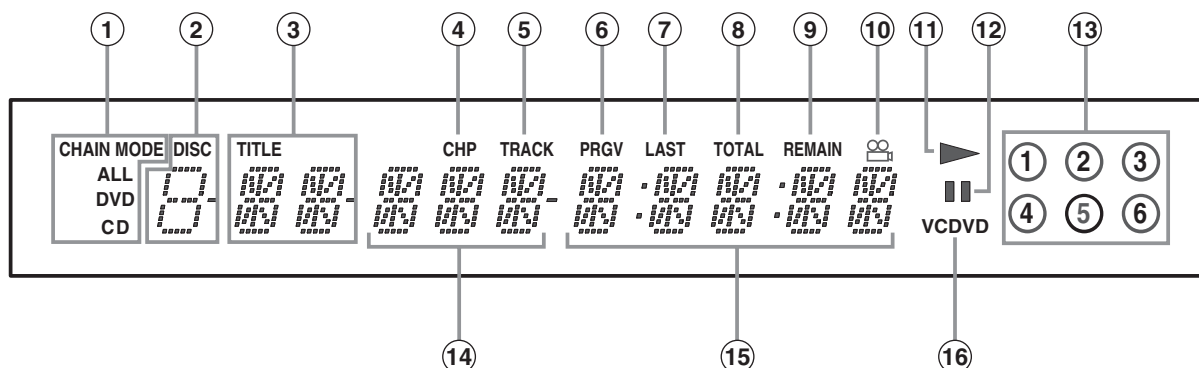 1 2 3 4 5 6 7 8 9 10 11 12 13
CHAIN MODE DISC TITLE CHP TRACK PRGV LAST TOTAL REMAIN
ALL
DVD
CD
1 2 3
4 5 6
VCDVD
14 15 16